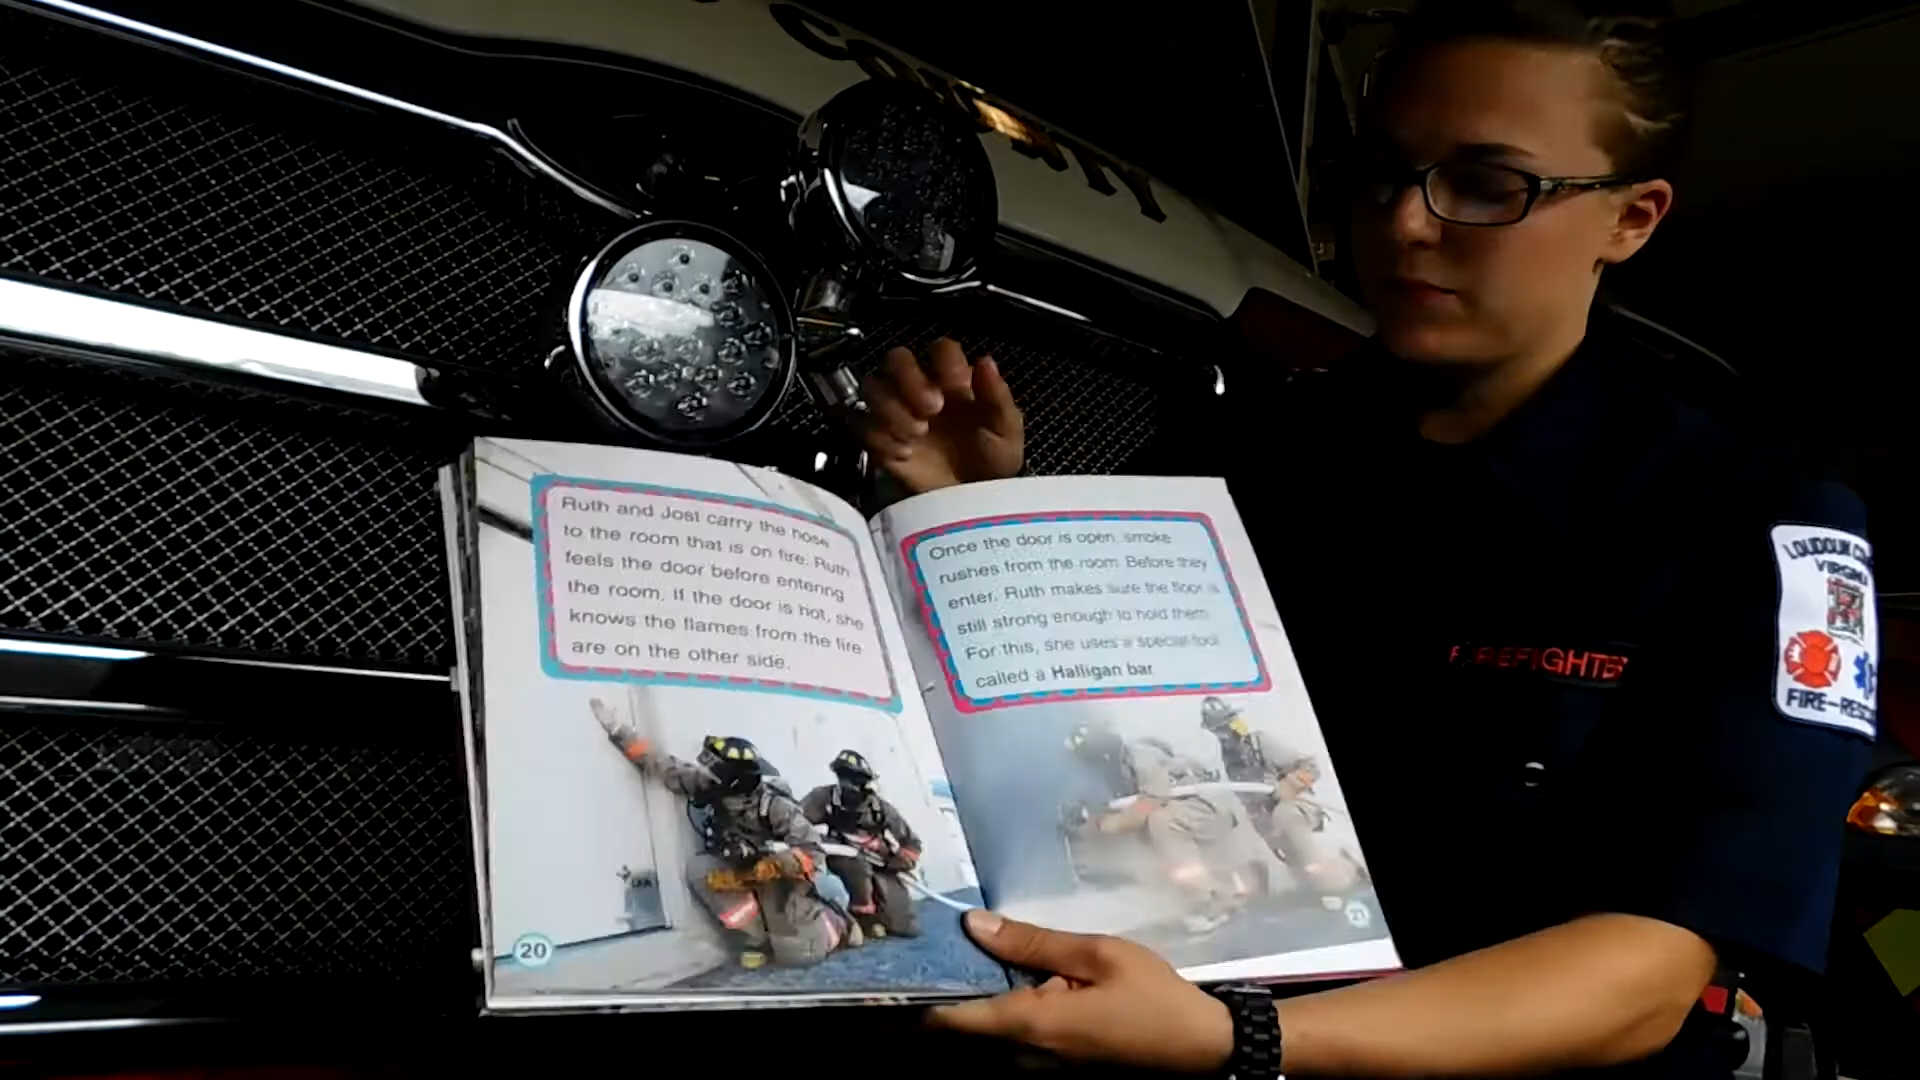 COUNTY
Ruth and Jost carry the hose
to the room that is on fire. Ruth
feels the door before entering
the room. If the door is hot, she
knows the flames from the fire
are on the other side.
20
Once the door is open, smoke
rushes from the room. Before they
enter, Ruth makes sure the floor is
still strong enough to hold them.
For this, she uses a special tool
called a Halligan bar.
21
FIREFIGHTER
LOUDOUN
VIRGINIA
FIRE-RESCUE